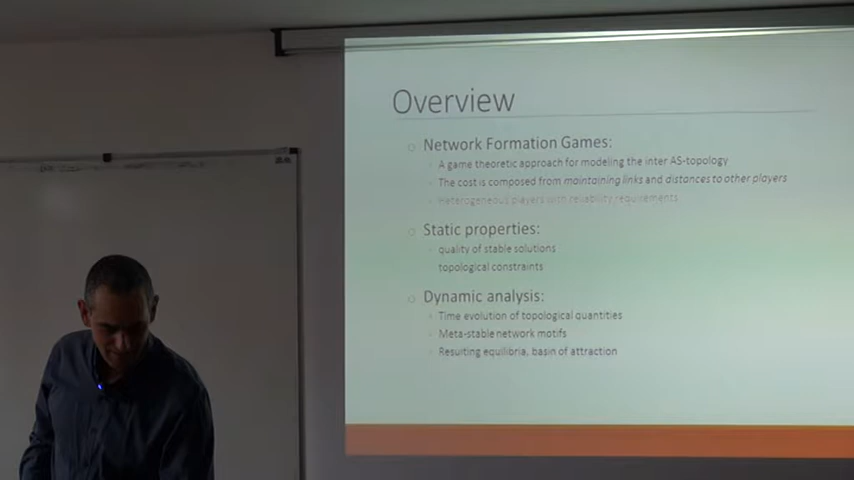 Overview
Network Formation Games:
A game theoretic approach for modeling the inter AS-topology
The cost is composed from maintaining links and distances to other players
Heterogeneous players with reliability requirements
Static properties:
quality of stable solutions
topological constraints
Dynamic analysis:
Time evolution of topological quantities
Meta-stable network motifs
Resulting equilibria, basin of attraction